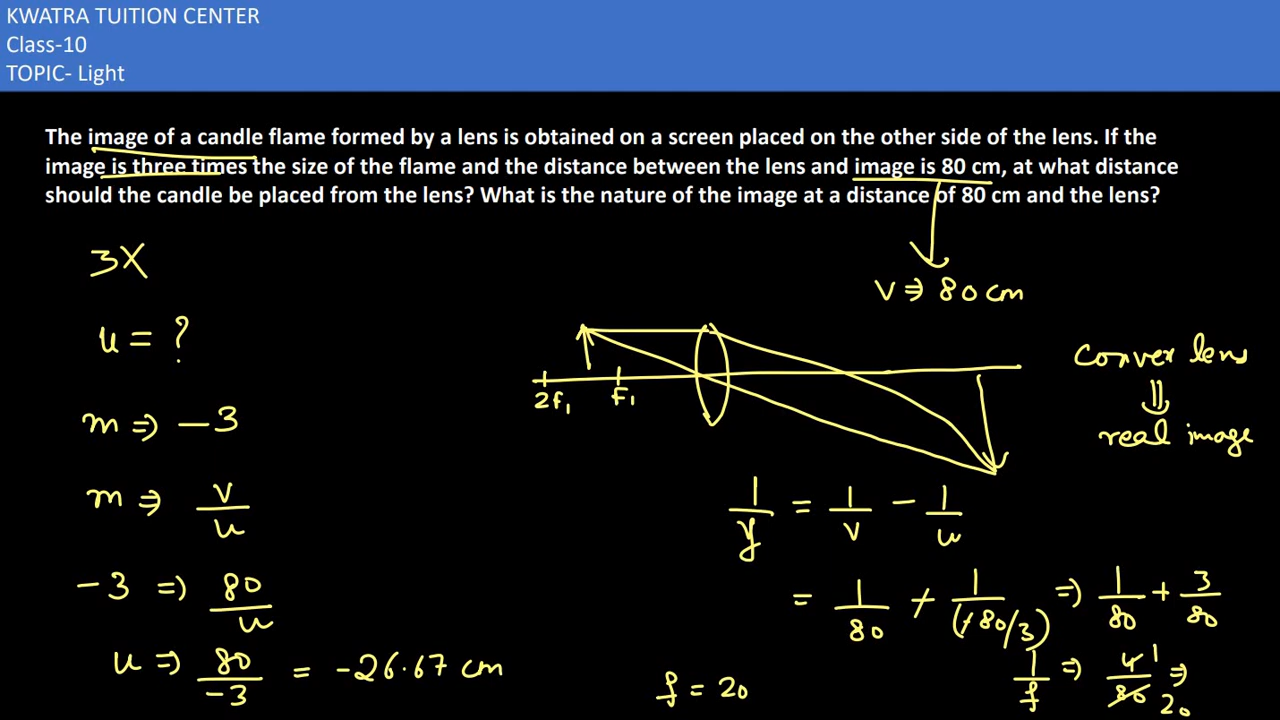 KWATRA TUITION CENTER
Class-10
TOPIC- Light
The image of a candle flame formed by a lens is obtained on a screen placed on the other side of the lens. If the
image is three times the size of the flame and the distance between the lens and image is 80 cm, at what distance
should the candle be placed from the lens? What is the nature of the image at a distance of 80 cm and the lens?
3X
u = ?
m => -3
m => v/u
-3 => 80/u
u => 80/-3 = -26.67 cm
v => 80 cm
2f₁ f₁
Convex lens
real image
1/f = 1/v - 1/u
= 1/80 + 1/(+80/3) => 1/80 + 3/80
1/f => 4/80 => 1/20
f = 20